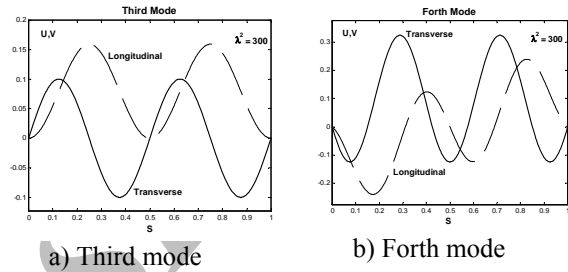 Third Mode
U,V
λ² = 300
Longitudinal
Transverse
0.15
0.1
0.05
0
-0.05
-0.1
0 0.1 0.2 0.3 0.4 0.5 0.6 0.7 0.8 0.9 1
S
a) Third mode
Forth Mode
U,V
Transverse
λ² = 300
Longitudinal
0.3
0.2
0.1
0
-0.1
-0.2
0 0.1 0.2 0.3 0.4 0.5 0.6 0.7 0.8 0.9 1
S
b) Forth mode